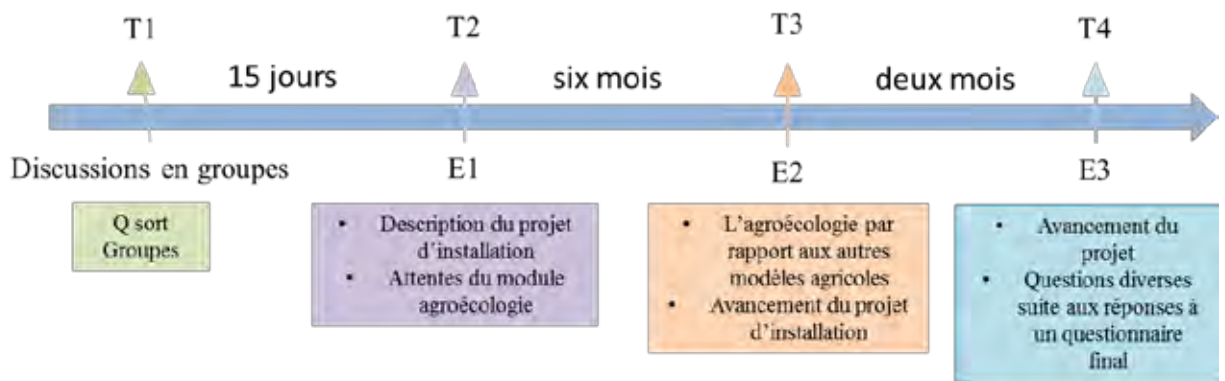 T1
T2
T3
T4
15 jours
six mois
deux mois
Discussions en groupes
E1
E2
E3
Q sort
Groupes
• Description du projet
d’installation
• Attentes du module
agroécologie
• L’agroécologie par
rapport aux autres
modèles agricoles
• Avancement du projet
d’installation
• Avancement du
projet
• Questions diverses
suite aux réponses à
un questionnaire
final